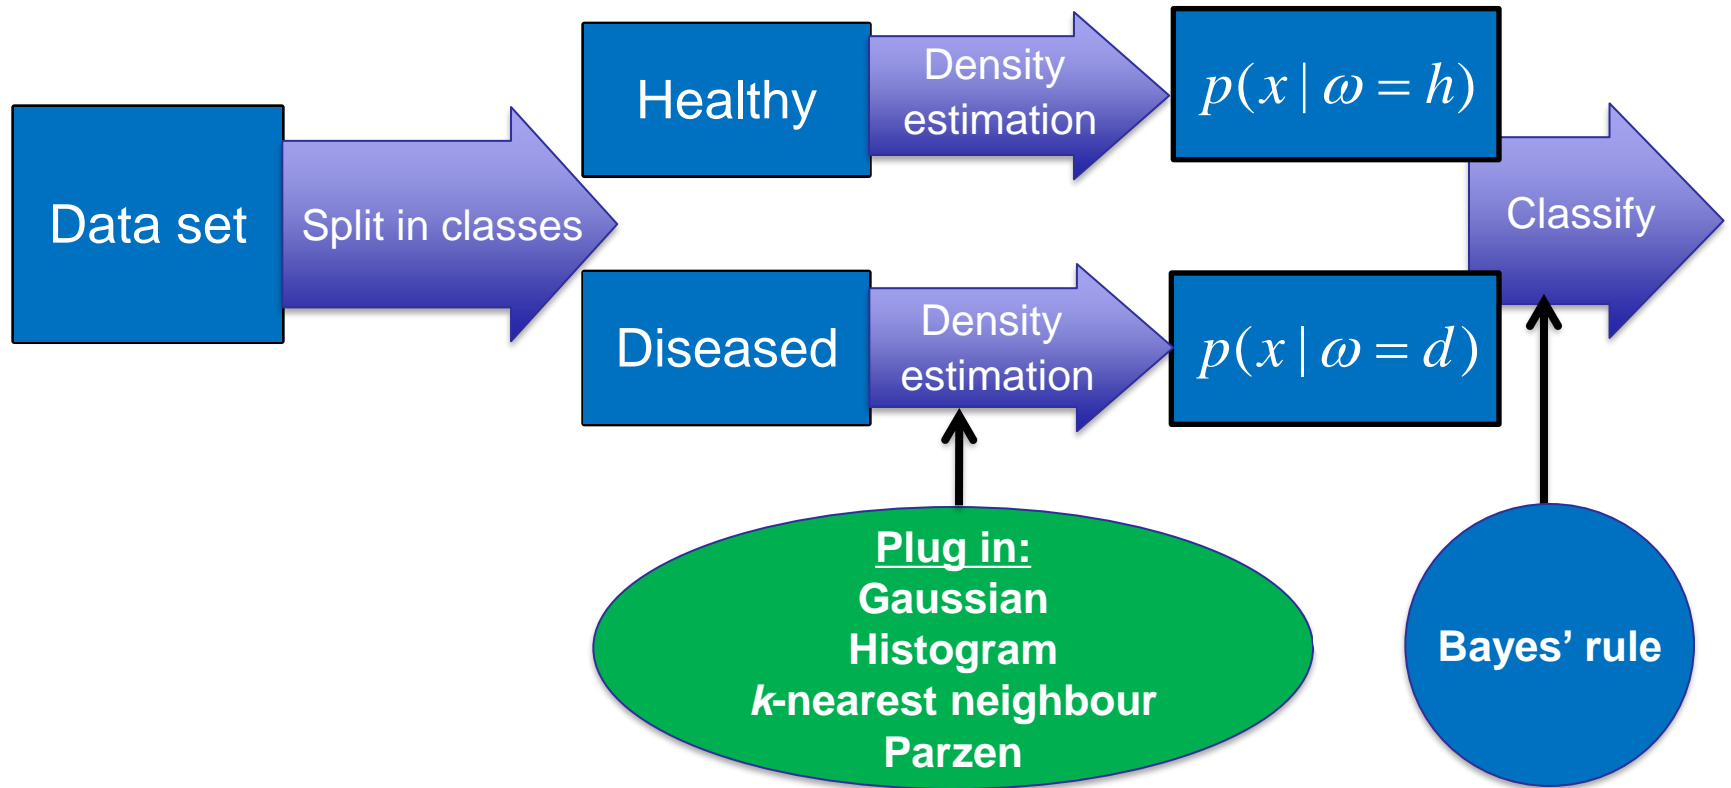 Data set
Split in classes
Healthy
Density
estimation
p(x | ω = h)
Diseased
Density
estimation
p(x | ω = d)
Classify
Plug in:
Gaussian
Histogram
k-nearest neighbour
Parzen
Bayes’ rule